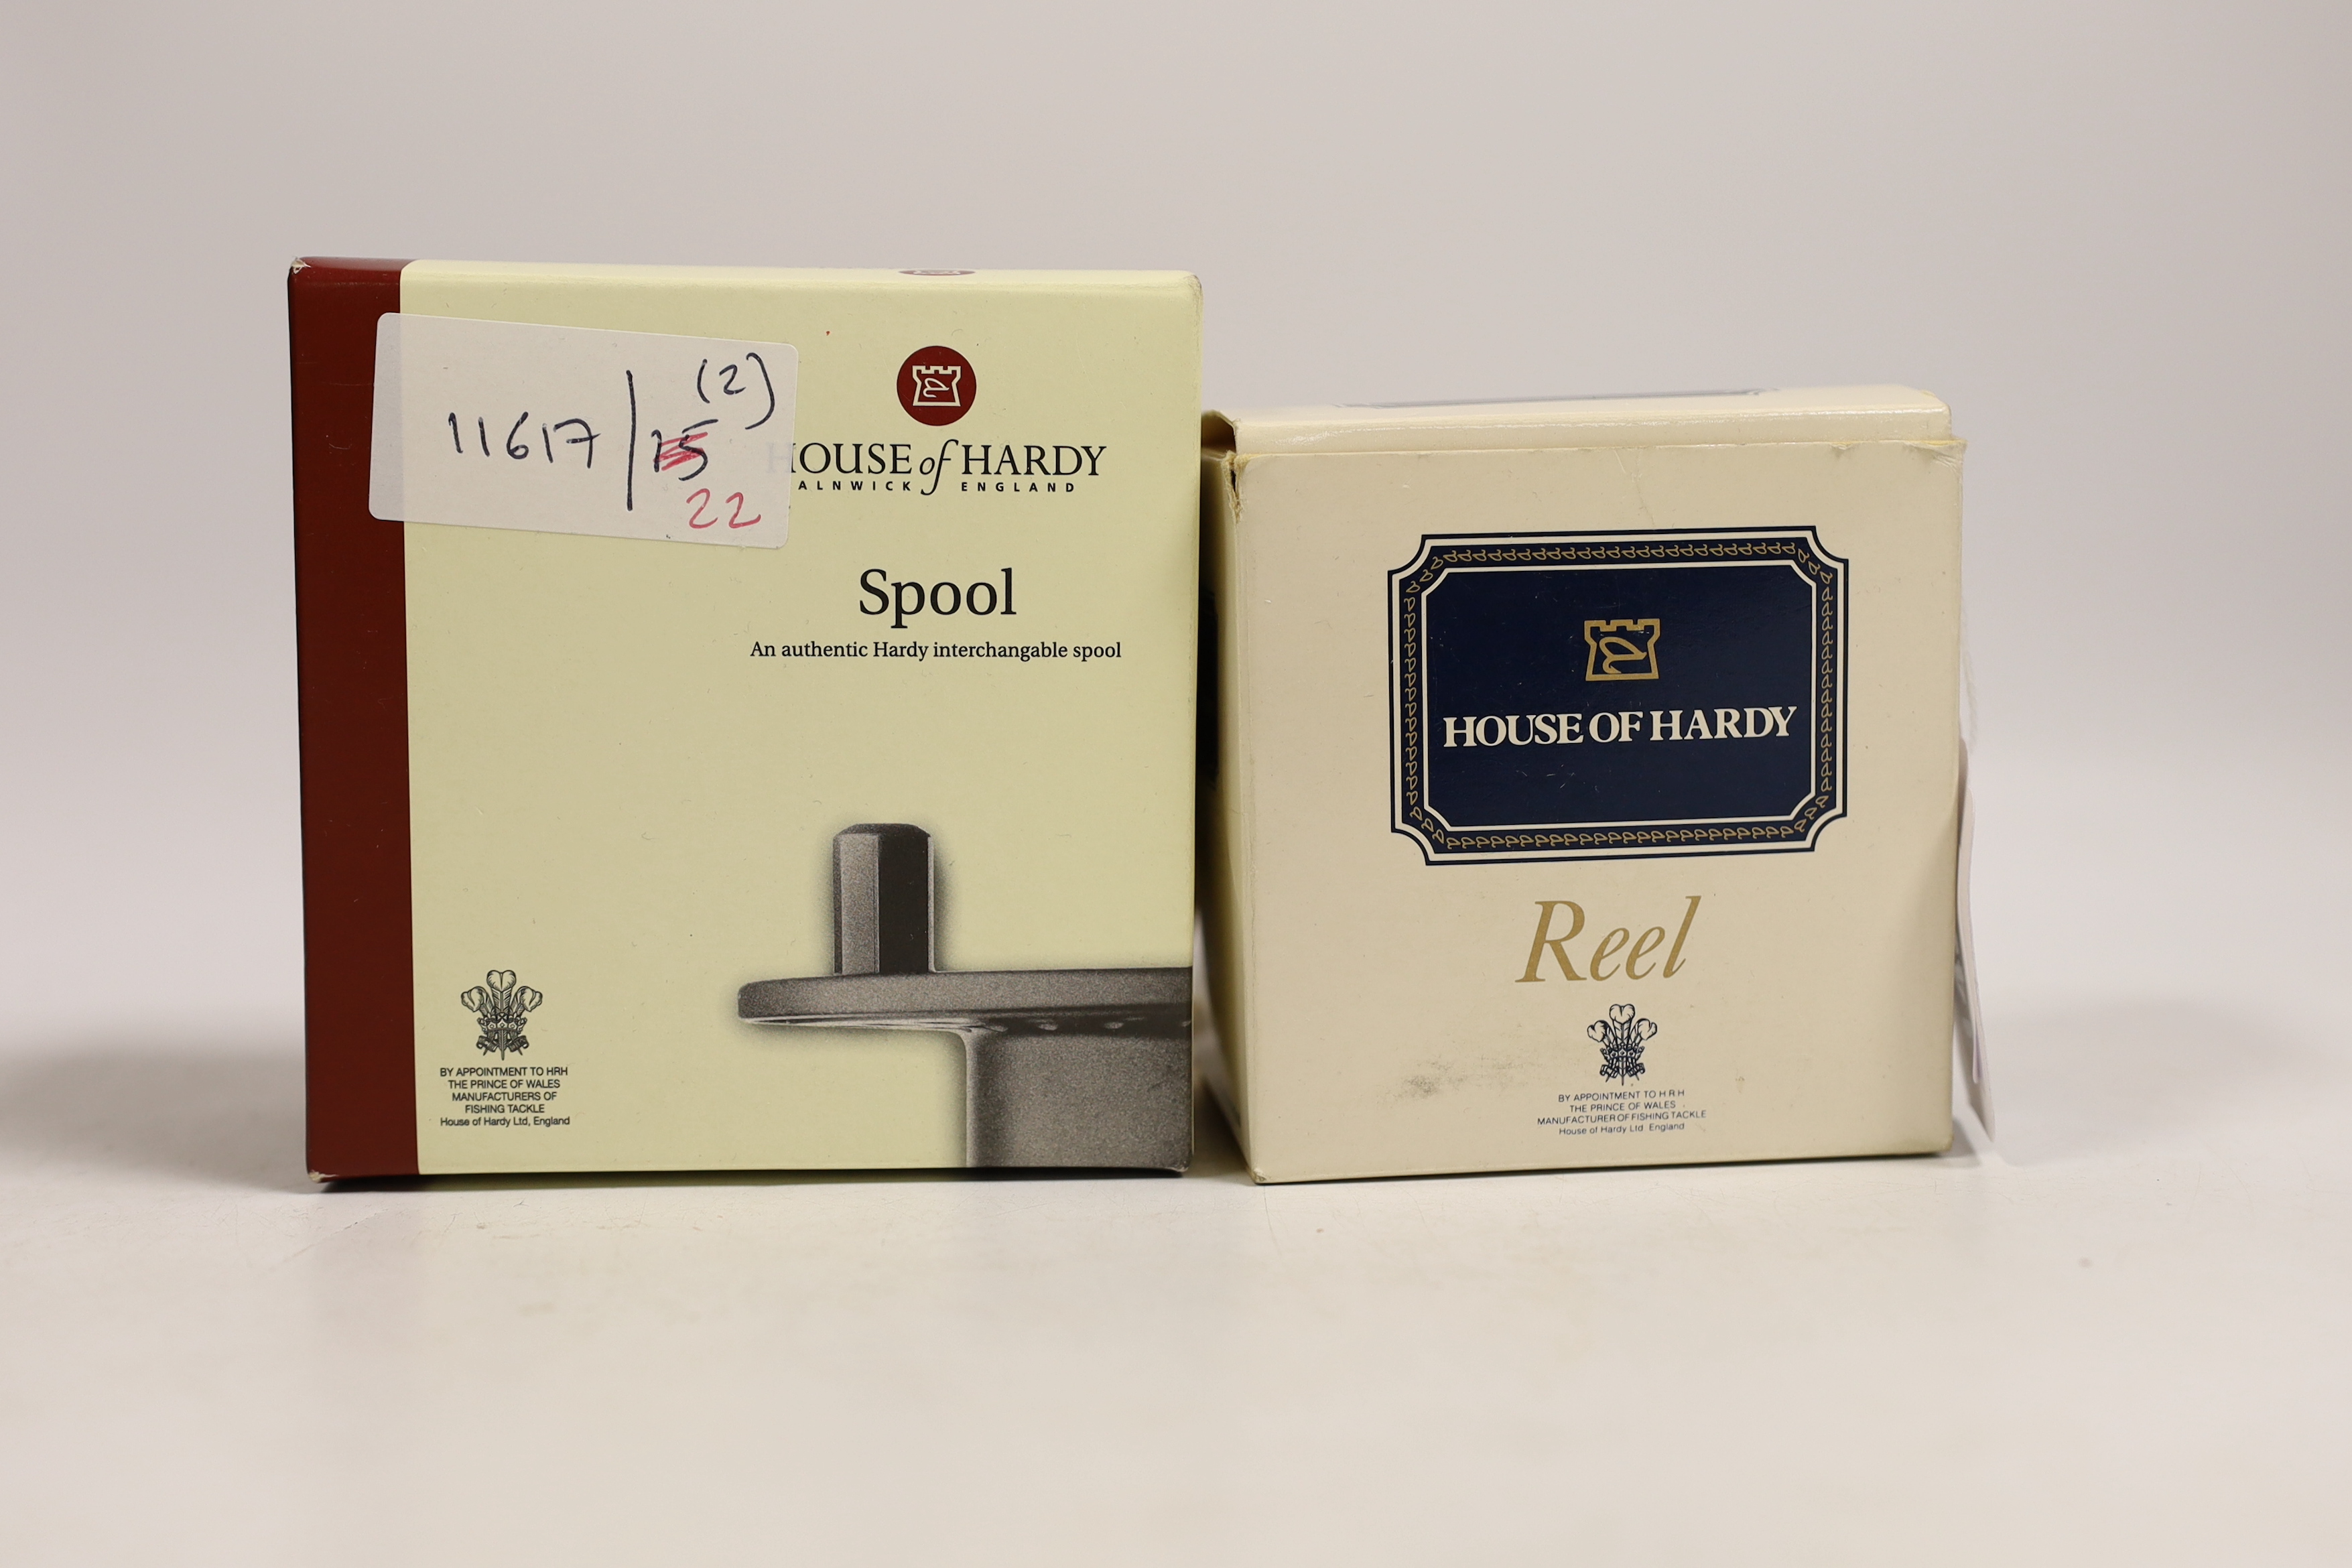 (2)
11617/15
22
HOUSE of HARDY
ALNWICK ENGLAND
Spool
An authentic Hardy interchangable spool
BY APPOINTMENT TO HRH
THE PRINCE OF WALES
MANUFACTURERS OF
FISHING TACKLE
House of Hardy Ltd, England
HOUSE OF HARDY
Reel
BY APPOINTMENT TO H R H
THE PRINCE OF WALES
MANUFACTURER OF FISHING TACKLE
House of Hardy Ltd England